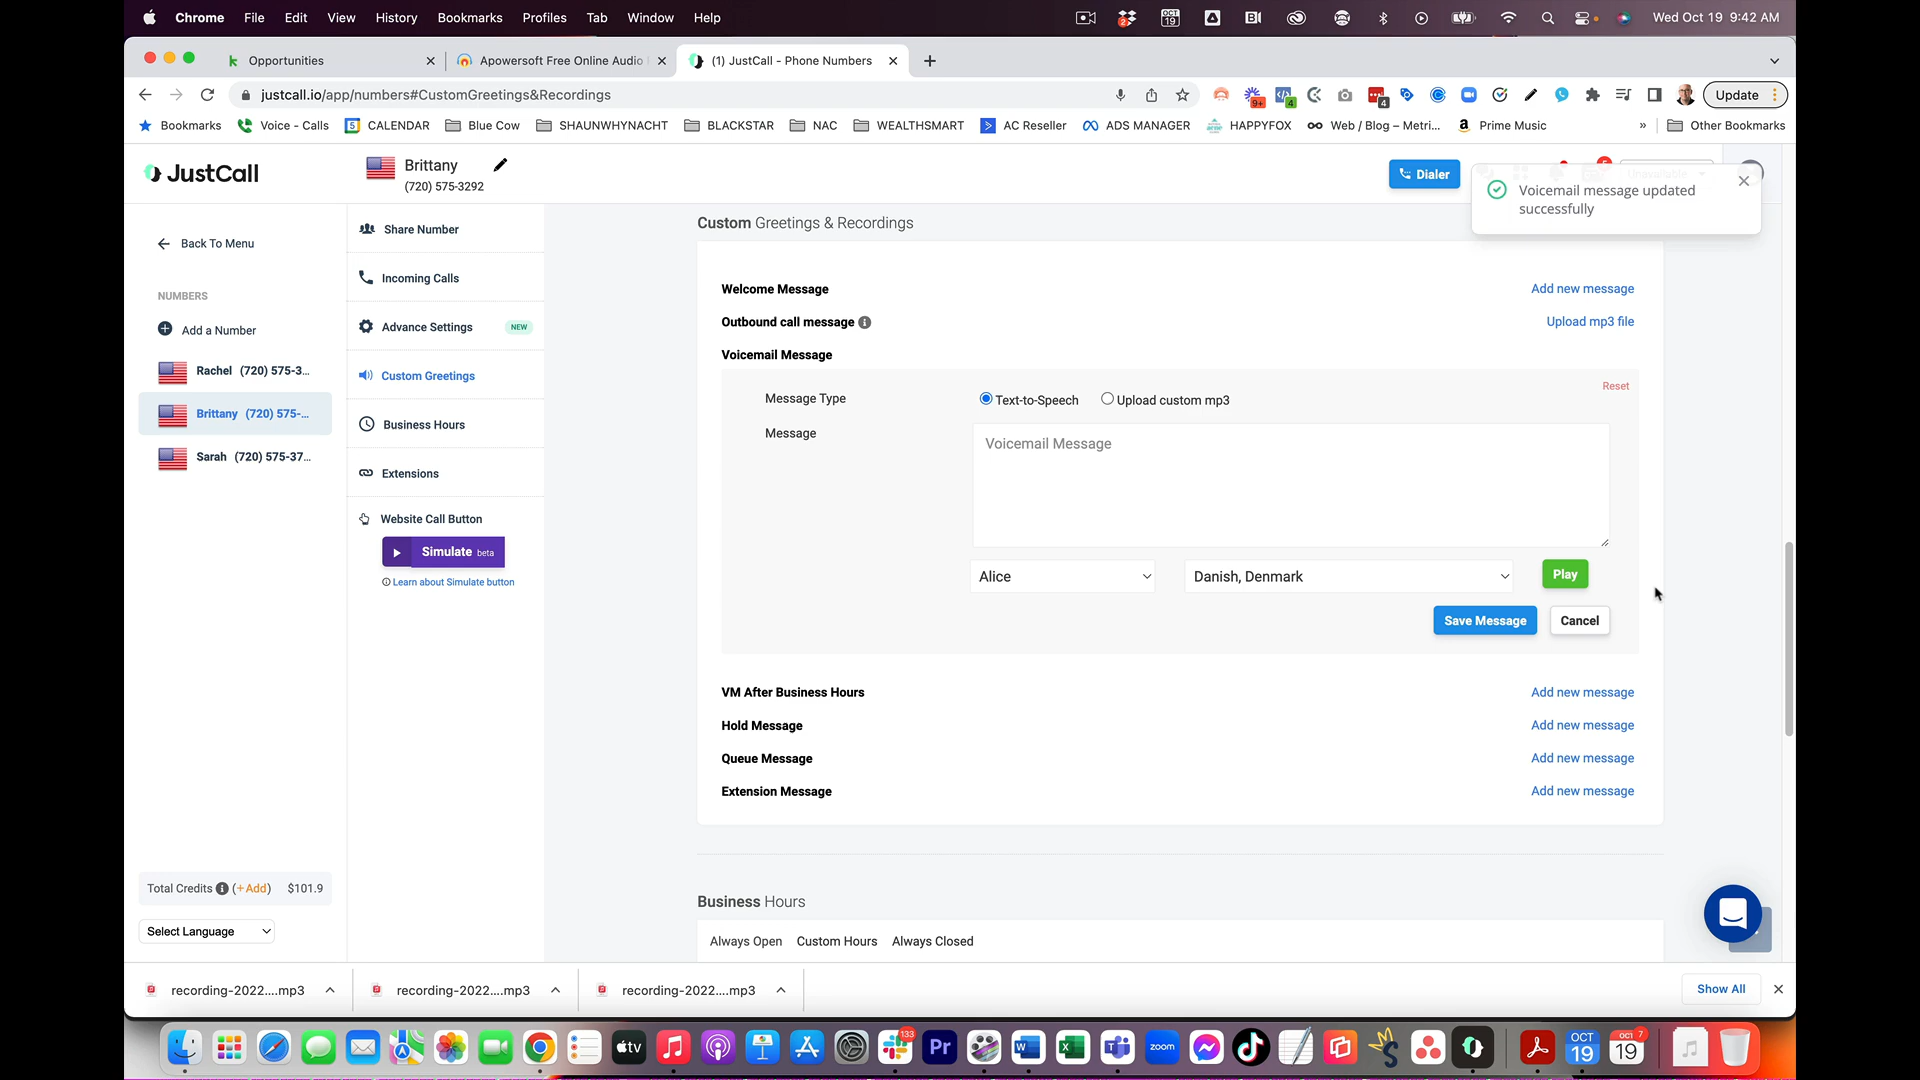 Chrome File Edit View History Bookmarks Profiles Tab Window Help
Wed Oct 19 9:42 AM
Opportunities
Apowersoft Free Online Audio
(1) JustCall - Phone Numbers
justcall.io/app/numbers#CustomGreetings&Recordings
Update
Bookmarks Voice - Calls CALENDAR Blue Cow SHAUNWHYNACHT BLACKSTAR NAC WEALTHSMART AC Reseller ADS MANAGER HAPPYFOX Web / Blog – Metri... Prime Music » Other Bookmarks
JustCall
Brittany
(720) 575-3292
Dialer
Voicemail message updated
successfully
Back To Menu
NUMBERS
Add a Number
Rachel (720) 575-3...
Brittany (720) 575-...
Sarah (720) 575-37...
Total Credits (+Add) $101.9
Select Language
Share Number
Incoming Calls
Advance Settings NEW
Custom Greetings
Business Hours
Extensions
Website Call Button
Simulate beta
Learn about Simulate button
Custom Greetings & Recordings
Welcome Message Add new message
Outbound call message Upload mp3 file
Voicemail Message
Reset
Message Type Text-to-Speech Upload custom mp3
Message
Voicemail Message
Alice Danish, Denmark Play
Save Message Cancel
VM After Business Hours Add new message
Hold Message Add new message
Queue Message Add new message
Extension Message Add new message
Business Hours
Always Open Custom Hours Always Closed
recording-2022....mp3
recording-2022....mp3
recording-2022....mp3
Show All
tv
133
Pr
zoom
OCT
19
OCT 7
19